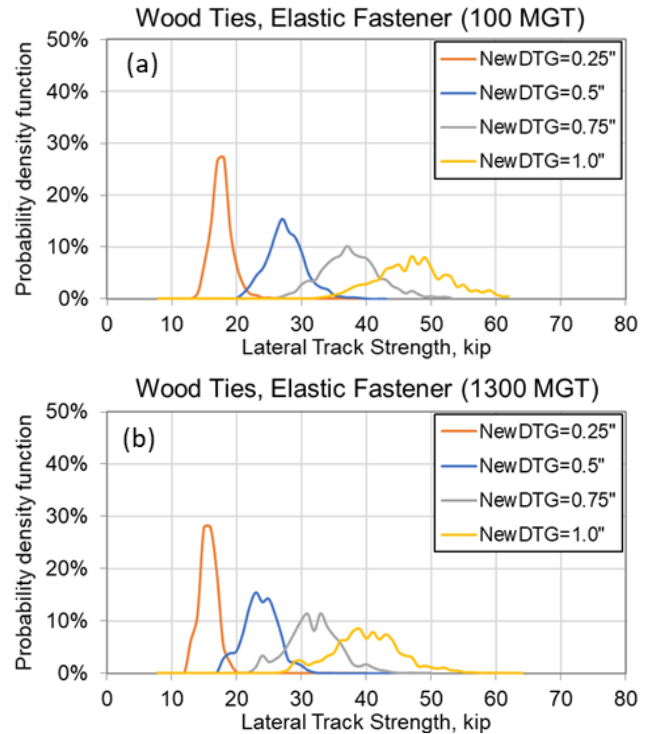 Wood Ties, Elastic Fastener (100 MGT)
(a)
Probability density function
50%
40%
30%
20%
10%
0%
NewDTG=0.25"
NewDTG=0.5"
NewDTG=0.75"
NewDTG=1.0"
0 10 20 30 40 50 60 70 80
Lateral Track Strength, kip
Wood Ties, Elastic Fastener (1300 MGT)
(b)
Probability density function
50%
40%
30%
20%
10%
0%
NewDTG=0.25"
NewDTG=0.5"
NewDTG=0.75"
NewDTG=1.0"
0 10 20 30 40 50 60 70 80
Lateral Track Strength, kip